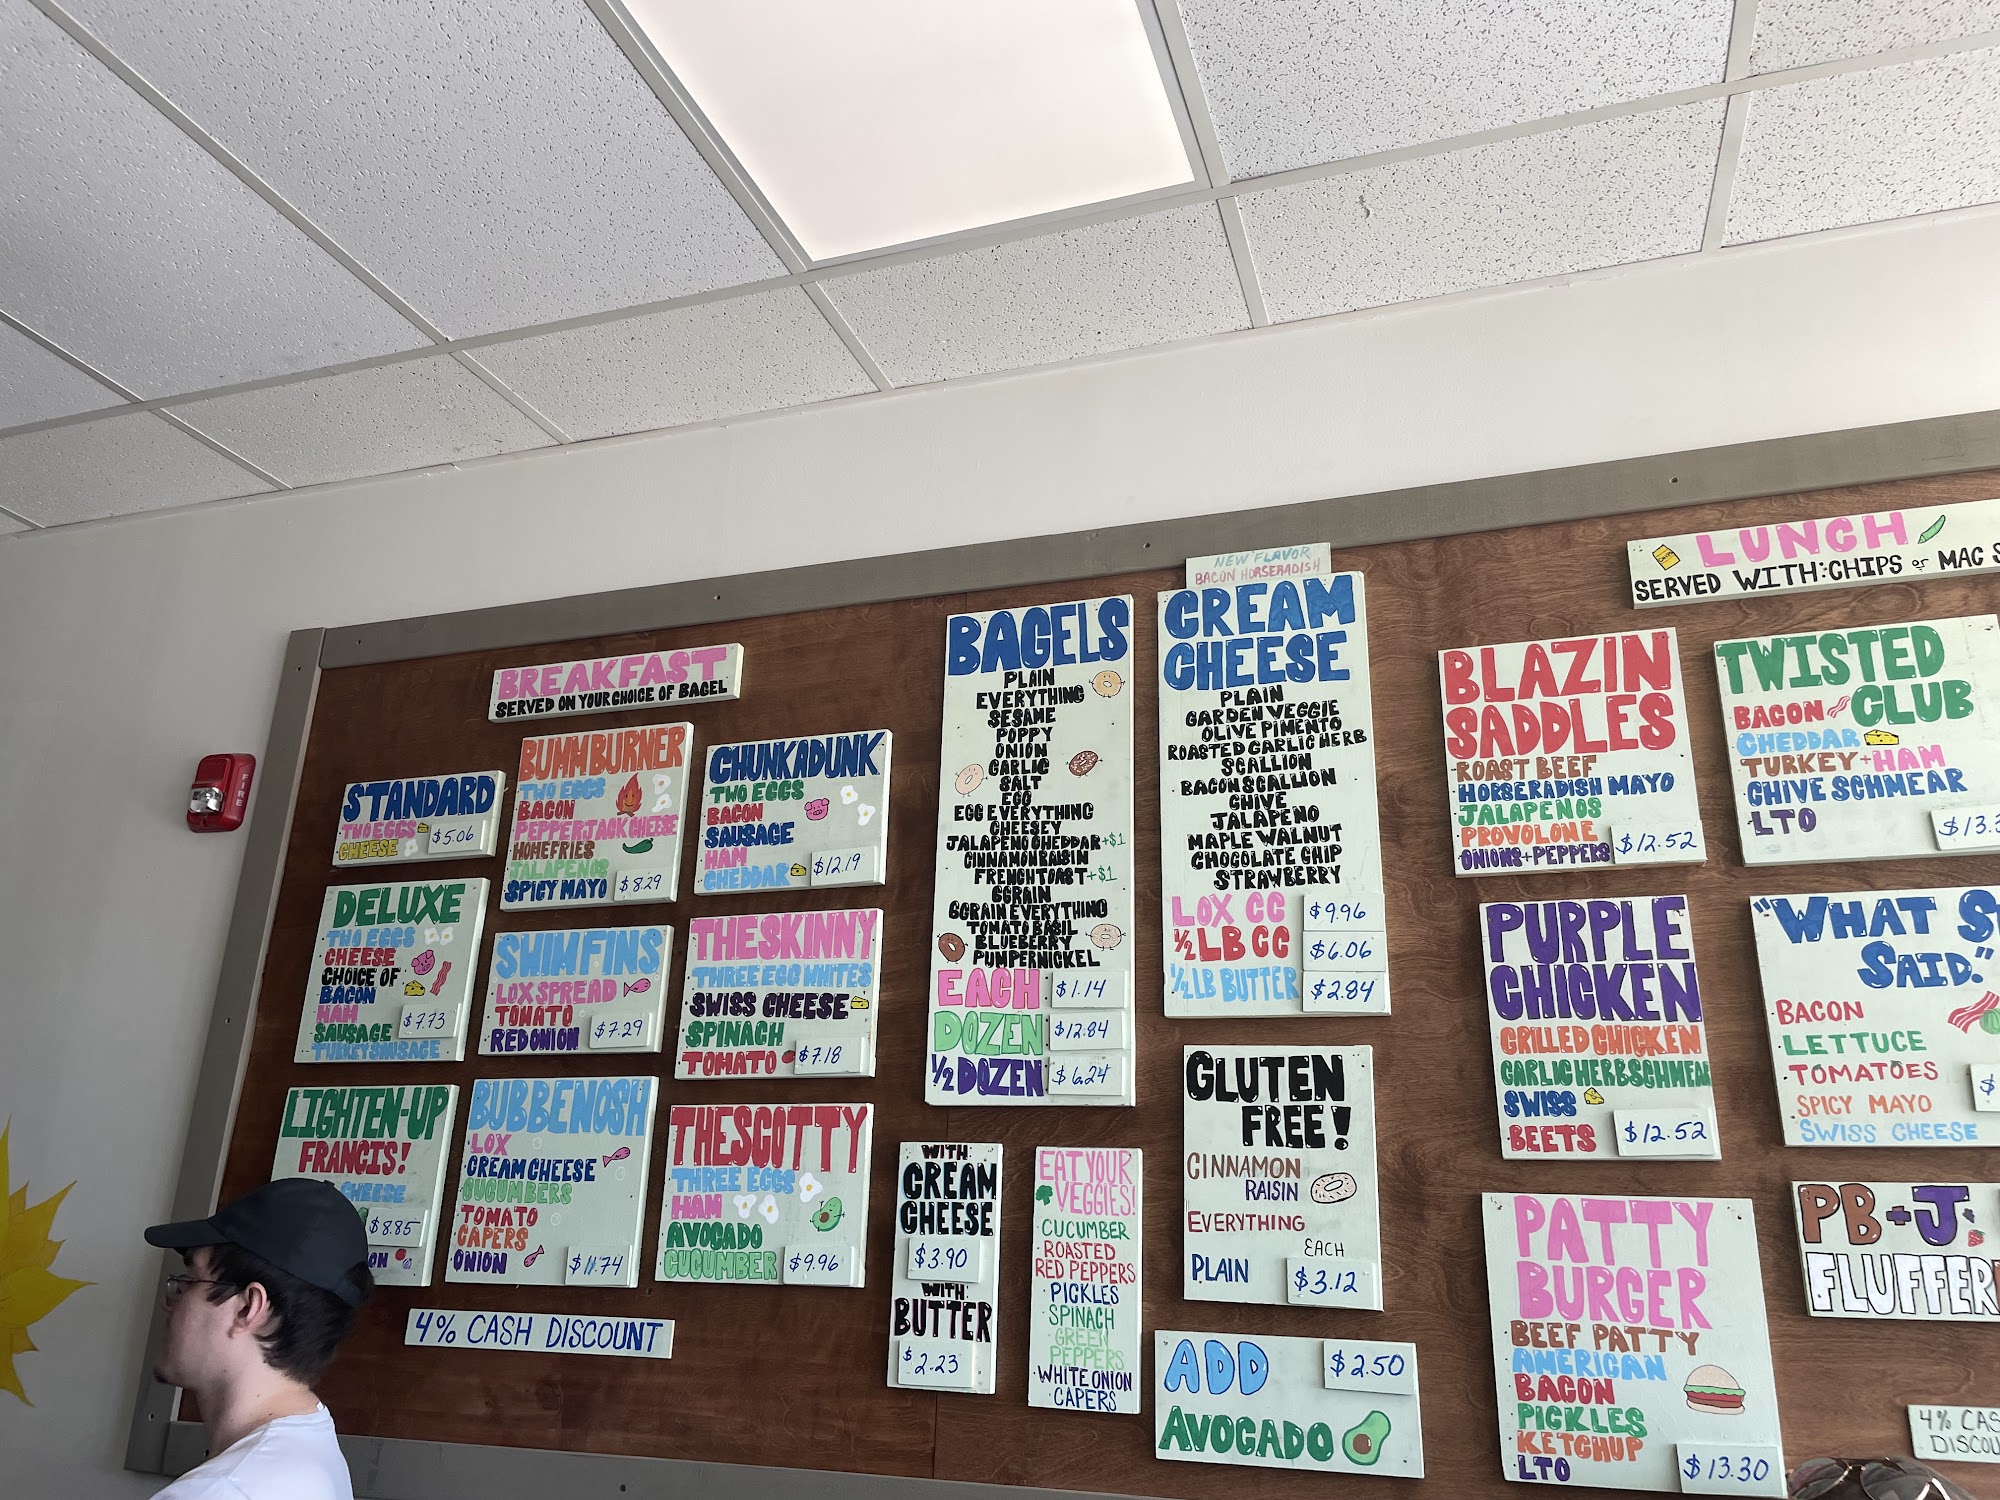 BREAKFAST
SERVED ON YOUR CHOICE OF BAGEL
STANDARD
TWO EGGS
CHEESE
$5.06
BUMMBURNER
TWO EGGS
BACON
PEPPERJACK CHEESE
HOMEFRIES
JALAPENOS
SPICY MAYO
$8.29
CHUNKADUNK
TWO EGGS
BACON
SAUSAGE
HAM
CHEDDAR
$12.19
DELUXE
TWO EGGS
CHEESE
CHOICE OF
BACON
HAM
SAUSAGE
TURKEY SAUSAGE
$7.73
SWIMFINS
LOX SPREAD
TOMATO
RED ONION
$7.29
THE SKINNY
THREE EGG WHITES
SWISS CHEESE
SPINACH
TOMATO
$7.18
LIGHTEN-UP
FRANCIS!
CHEESE
$8.85
BUBBENOSH
LOX
CREAM CHEESE
CUCUMBERS
TOMATO
CAPERS
ONION
$11.74
THE SCOTTY
THREE EGGS
HAM
AVOCADO
CUCUMBER
$9.96
4% CASH DISCOUNT
BAGELS
PLAIN
EVERYTHING
SESAME
POPPY
ONION
GARLIC
SALT
EGG
EGG EVERYTHING
CHEESEY
JALAPENO CHEDDAR +$1
CINNAMON RAISIN
FRENCH TOAST +$1
6GRAIN
6GRAIN EVERYTHING
TOMATO BASIL
BLUEBERRY
PUMPERNICKEL
EACH $1.14
DOZEN $12.84
1/2 DOZEN $6.24
NEW FLAVOR
BACON HORSERADISH
CREAM
CHEESE
PLAIN
GARDEN VEGGIE
OLIVE PIMENTO
ROASTED GARLIC HERB
SCALLION
BACON SCALLION
CHIVE
JALAPENO
MAPLE WALNUT
CHOCOLATE CHIP
STRAWBERRY
LOX CC $9.96
1/2 LB CC $6.06
1/2 LB BUTTER $2.84
WITH
CREAM
CHEESE
$3.90
WITH
BUTTER
$2.23
EAT YOUR
VEGGIES!
CUCUMBER
ROASTED
RED PEPPERS
PICKLES
SPINACH
GREEN
PEPPERS
WHITE ONION
CAPERS
GLUTEN
FREE!
CINNAMON
RAISIN
EVERYTHING
PLAIN
EACH
$3.12
ADD
AVOCADO
$2.50
LUNCH
SERVED WITH: CHIPS or MAC
BLAZIN
SADDLES
ROAST BEEF
HORSERADISH MAYO
JALAPENOS
PROVOLONE
ONIONS + PEPPERS
$12.52
TWISTED
CLUB
BACON
CHEDDAR
TURKEY + HAM
CHIVE SCHMEAR
LTO
$13.3
PURPLE
CHICKEN
GRILLED CHICKEN
GARLIC HERB SCHMEAR
SWISS
BEETS
$12.52
"WHAT S
SAID."
BACON
LETTUCE
TOMATOES
SPICY MAYO
SWISS CHEESE
$
PATTY
BURGER
BEEF PATTY
AMERICAN
BACON
PICKLES
KETCHUP
LTO
$13.30
PB+J
FLUFFER
4% CAS
DISCOU
FIRE